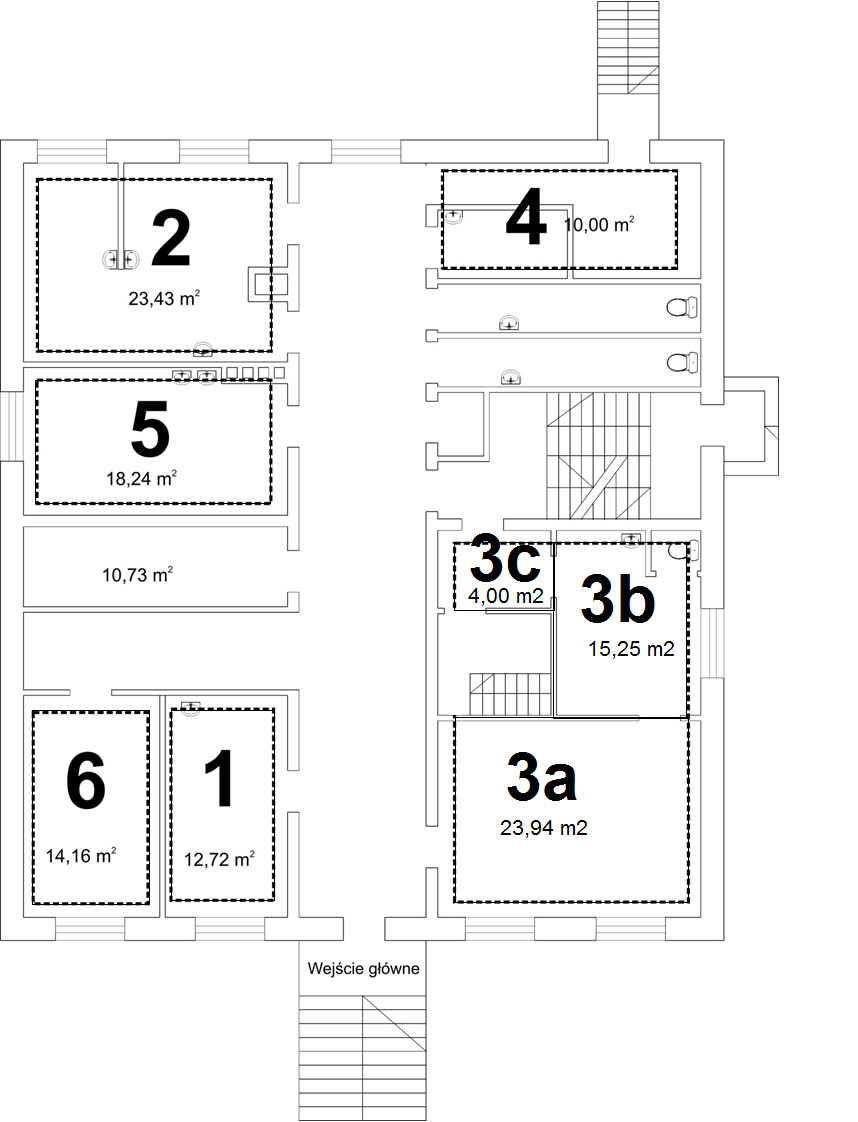 4
10,00 m²
2
23,43 m²
5
18,24 m²
3c
4,00 m2
10,73 m²
3b
15,25 m2
6
14,16 m²
1
12,72 m²
3a
23,94 m2
Wejście główne